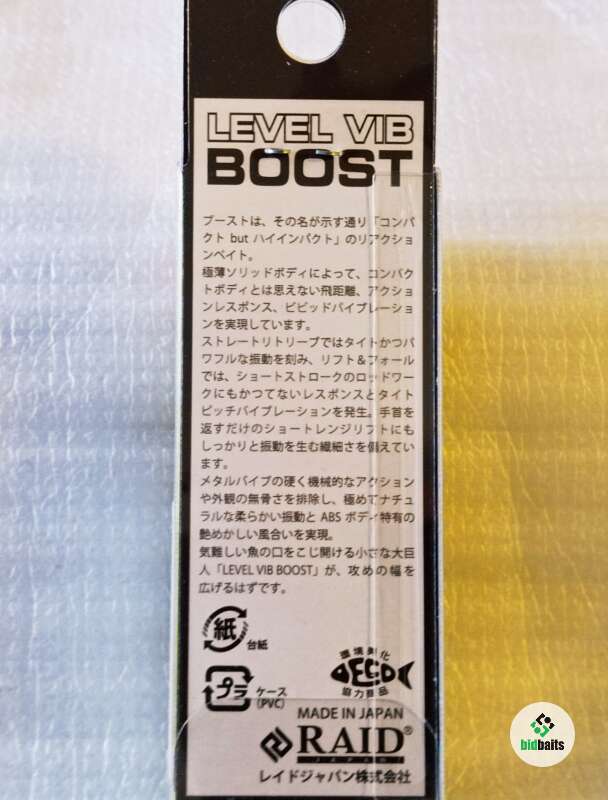 LEVEL VIB
BOOST
ブーストは、その名が示す通り「コンパ
クト but ハイインパクト」のリアクショ
ンベイト。
極薄ソリッドボディによって、コンパク
トボディとは思えない飛距離、アクショ
ンレスポンス、ビビッドバイブレーショ
ンを実現しています。
ストレートリトリーブではタイトかつパ
ワフルな振動を刻み、リフト＆フォール
では、ショートストロークのロッドワー
クにもかつてないレスポンスとタイト
ピッチバイブレーションを発生。手首を
返すだけのショートレンジリフトにも
しっかりと振動を生む繊細さを備えてい
ます。
メタルバイブの硬く機械的なアクション
や外観の無骨さを排除し、極めてナチュ
ラルな柔らかい振動と ABS ボディ特有の
艶めかしい風合いを実現。
気難しい魚の口をこじ開ける小さな大巨
人「LEVEL VIB BOOST」が、攻めの幅を
広げるはずです。
紙 台紙
プラ ケース
(PVC)
環境美化
ECO
協力商品
MADE IN JAPAN
RAID®
JAPAN
レイドジャパン株式会社
bidbaits